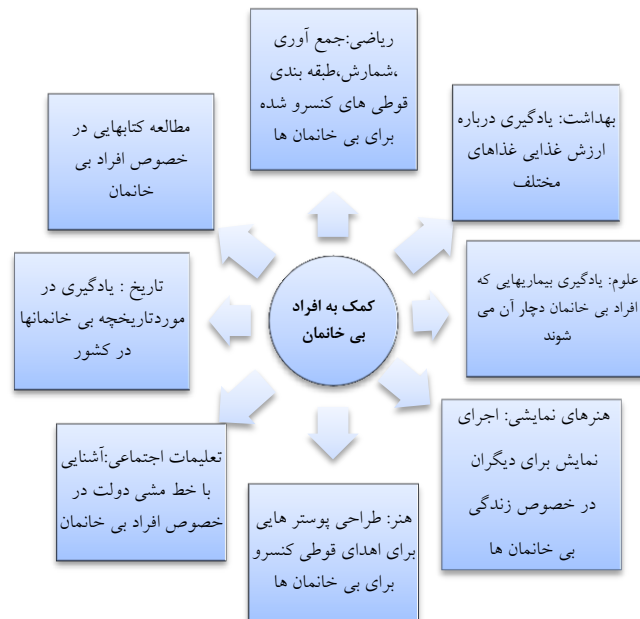 ریاضی:جمع آوری
،شمارش،طبقه بندی
قوطی های کنسرو شده
برای بی خانمان ها
بهداشت: یادگیری درباره
ارزش غذایی غذاهای
مختلف
علوم: یادگیری بیماریهایی که
افراد بی خانمان دچار آن می
شوند
هنرهای نمایشی: اجرای
نمایش برای دیگران
در خصوص زندگی
بی خانمان ها
هنر: طراحی پوستر هایی
برای اهدای قوطی کنسرو
برای بی خانمان ها
تعلیمات اجتماعی:آشنایی
با خط مشی دولت در
خصوص افراد بی خانمان
تاریخ : یادگیری در
موردتاریخچه بی خانمانها
در کشور
مطالعه کتابهایی در
خصوص افراد بی
خانمان
کمک به افراد
بی خانمان